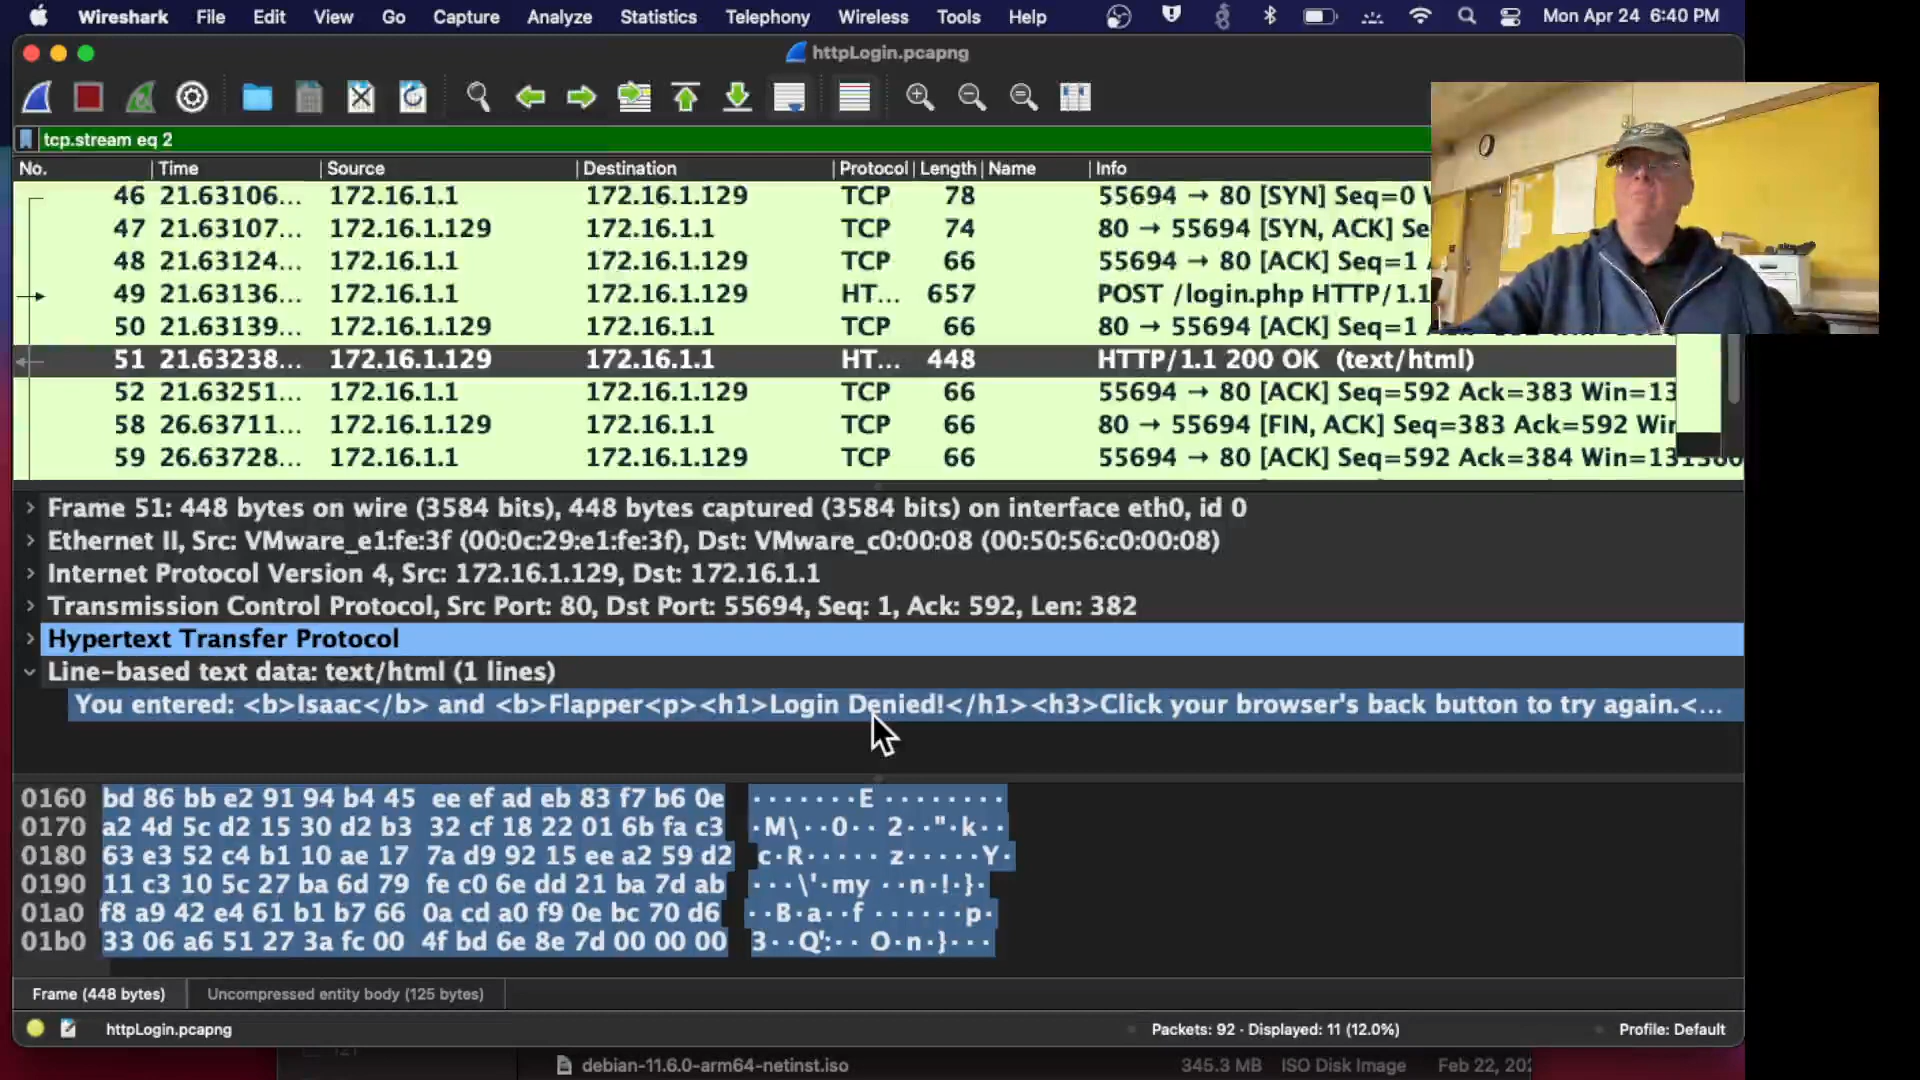 Wireshark File Edit View Go Capture Analyze Statistics Telephony Wireless Tools Help Mon Apr 24 6:40 PM
httpLogin.pcapng
tcp.stream eq 2
No. Time Source Destination Protocol Length Name Info
46 21.63106... 172.16.1.1 172.16.1.129 TCP 78 55694 → 80 [SYN] Seq=0
47 21.63107... 172.16.1.129 172.16.1.1 TCP 74 80 → 55694 [SYN, ACK] Se
48 21.63124... 172.16.1.1 172.16.1.129 TCP 66 55694 → 80 [ACK] Seq=1
49 21.63136... 172.16.1.1 172.16.1.129 HT... 657 POST /login.php HTTP/1.1
50 21.63139... 172.16.1.129 172.16.1.1 TCP 66 80 → 55694 [ACK] Seq=1
51 21.63238... 172.16.1.129 172.16.1.1 HT... 448 HTTP/1.1 200 OK (text/html)
52 21.63251... 172.16.1.1 172.16.1.129 TCP 66 55694 → 80 [ACK] Seq=592 Ack=383 Win=13
58 26.63711... 172.16.1.129 172.16.1.1 TCP 66 80 → 55694 [FIN, ACK] Seq=383 Ack=592 Win
59 26.63728... 172.16.1.1 172.16.1.129 TCP 66 55694 → 80 [ACK] Seq=592 Ack=384
Frame 51: 448 bytes on wire (3584 bits), 448 bytes captured (3584 bits) on interface eth0, id 0
Ethernet II, Src: VMware_e1:fe:3f (00:0c:29:e1:fe:3f), Dst: VMware_c0:00:08 (00:50:56:c0:00:08)
Internet Protocol Version 4, Src: 172.16.1.129, Dst: 172.16.1.1
Transmission Control Protocol, Src Port: 80, Dst Port: 55694, Seq: 1, Ack: 592, Len: 382
Hypertext Transfer Protocol
Line-based text data: text/html (1 lines)
You entered: <b>Isaac</b> and <b>Flapper<p><h1>Login Denied!</h1><h3>Click your browser's back button to try again.<...
0160 bd 86 bb e2 91 94 b4 45 ee ef ad eb 83 f7 b6 0e ·······E ········
0170 a2 4d 5c d2 15 30 d2 b3 32 cf 18 22 01 6b fa c3 ·M\··0·· 2··"·k··
0180 63 e3 52 c4 b1 10 ae 17 7a d9 92 15 ee a2 59 d2 c·R····· z·····Y·
0190 11 c3 10 5c 27 ba 6d 79 fe c0 6e dd 21 ba 7d ab ···\'·my ··n·!·}·
01a0 f8 a9 42 e4 61 b1 b7 66 0a cd a0 f9 0e bc 70 d6 ··B·a··f ······p·
01b0 33 06 a6 51 27 3a fc 00 4f bd 6e 8e 7d 00 00 00 3··Q':·· O·n·}···
Frame (448 bytes) Uncompressed entity body (125 bytes)
httpLogin.pcapng Packets: 92 · Displayed: 11 (12.0%) Profile: Default
debian-11.6.0-arm64-netinst.iso 345.3 MB ISO Disk Image Feb 22, 202